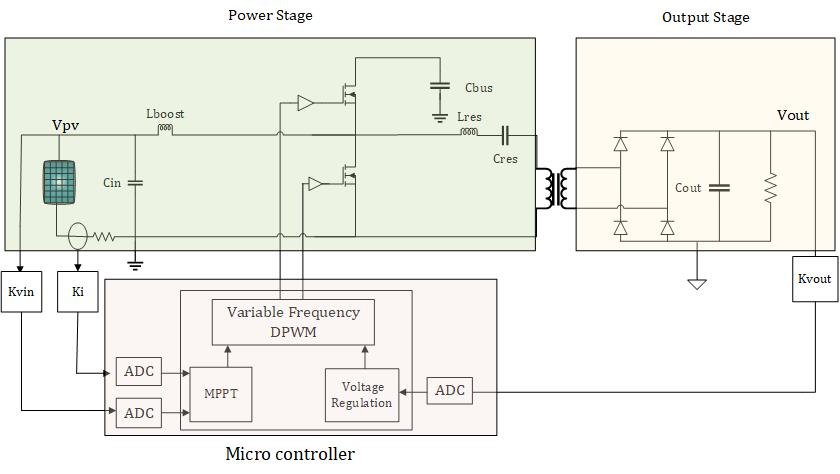 Power Stage
Output Stage
Cbus
Lboost
Lres
Vpv
Vout
Cres
Cin
Cout
Kvin
Ki
Kvout
Variable Frequency
DPWM
ADC
MPPT
Voltage
Regulation
ADC
ADC
Micro controller